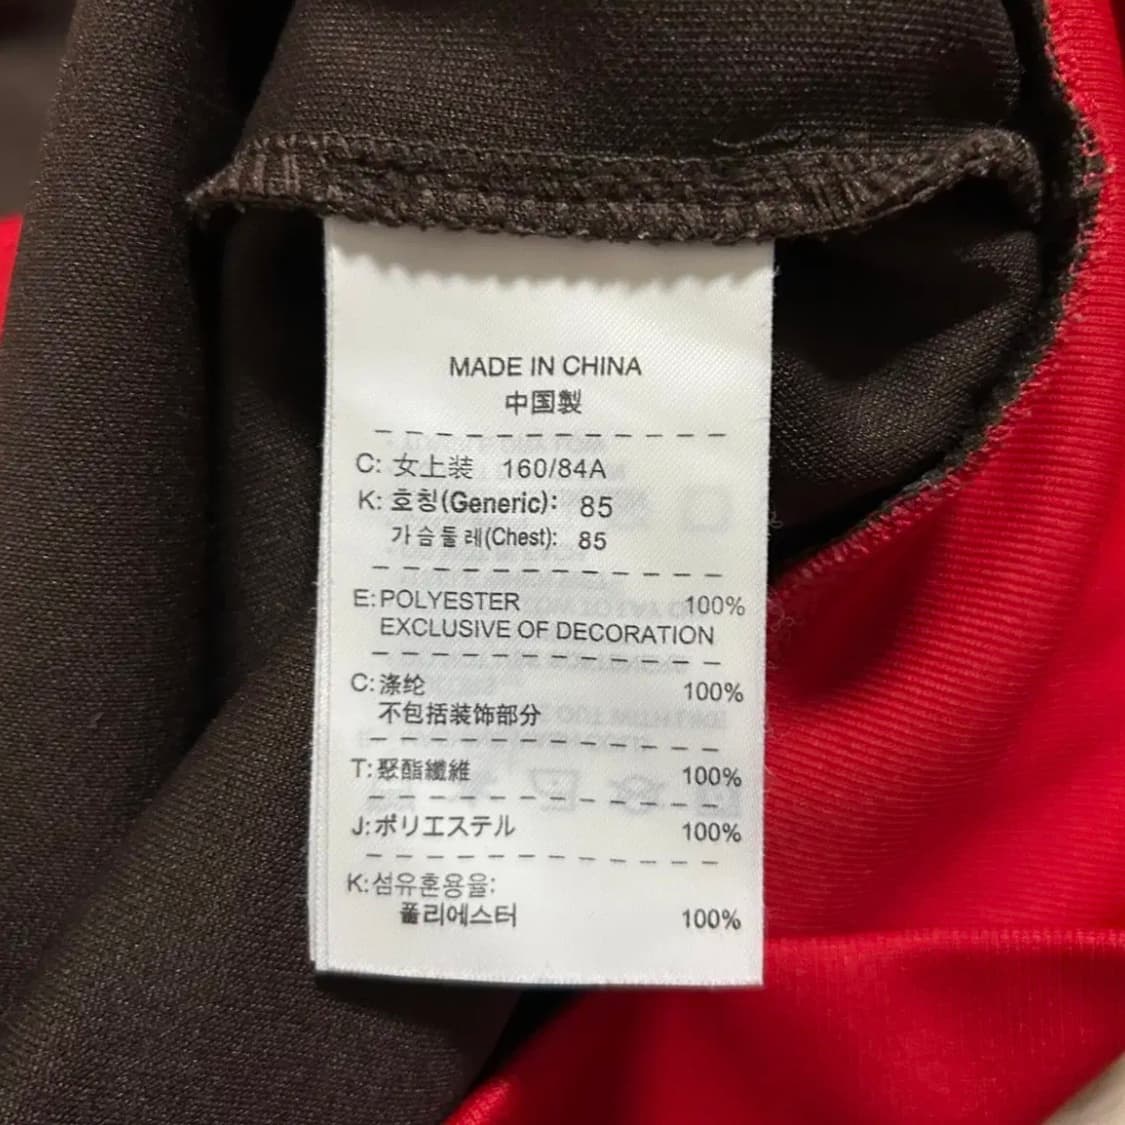 MADE IN CHINA
中国製
C: 女上装 160/84A
K: 호칭(Generic): 85
가슴둘레(Chest): 85
E: POLYESTER 100%
EXCLUSIVE OF DECORATION
C: 涤纶 100%
不包括装饰部分
T: 聚酯纖維 100%
J: ポリエステル 100%
K: 섬유혼용율:
폴리에스터 100%